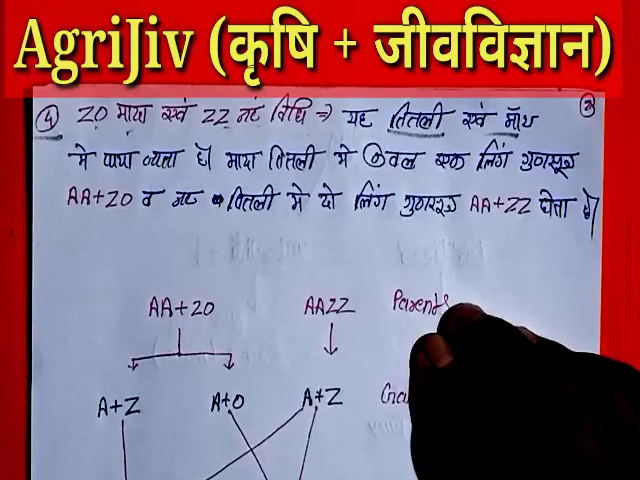 AgriJiv (कृषि + जीवविज्ञान)
④ ZO मादा एवं ZZ नर विधि ⇒ यह तितली एवं मॉथ
मे पाया जाता है। मादा तितली मे केवल एक लिंग गुणसूत्र
AA+ZO व नर तितली मे दो लिंग गुणसूत्र AA+ZZ होता है।
AA+ZO AAZZ Parents
A+Z A+O A+Z Ga